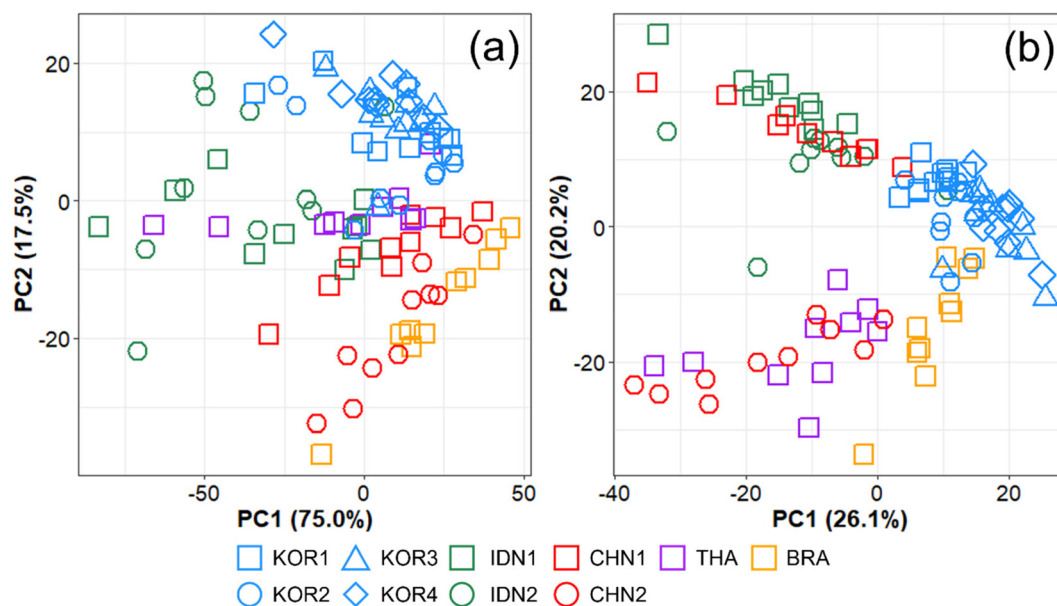 (a)
(b)
PC2 (17.5%)
20
0
-20
-50
0
50
PC1 (75.0%)
PC2 (20.2%)
20
0
-20
-40
-20
0
20
PC1 (26.1%)
KOR1 KOR3 IDN1 CHN1 THA BRA
KOR2 KOR4 IDN2 CHN2